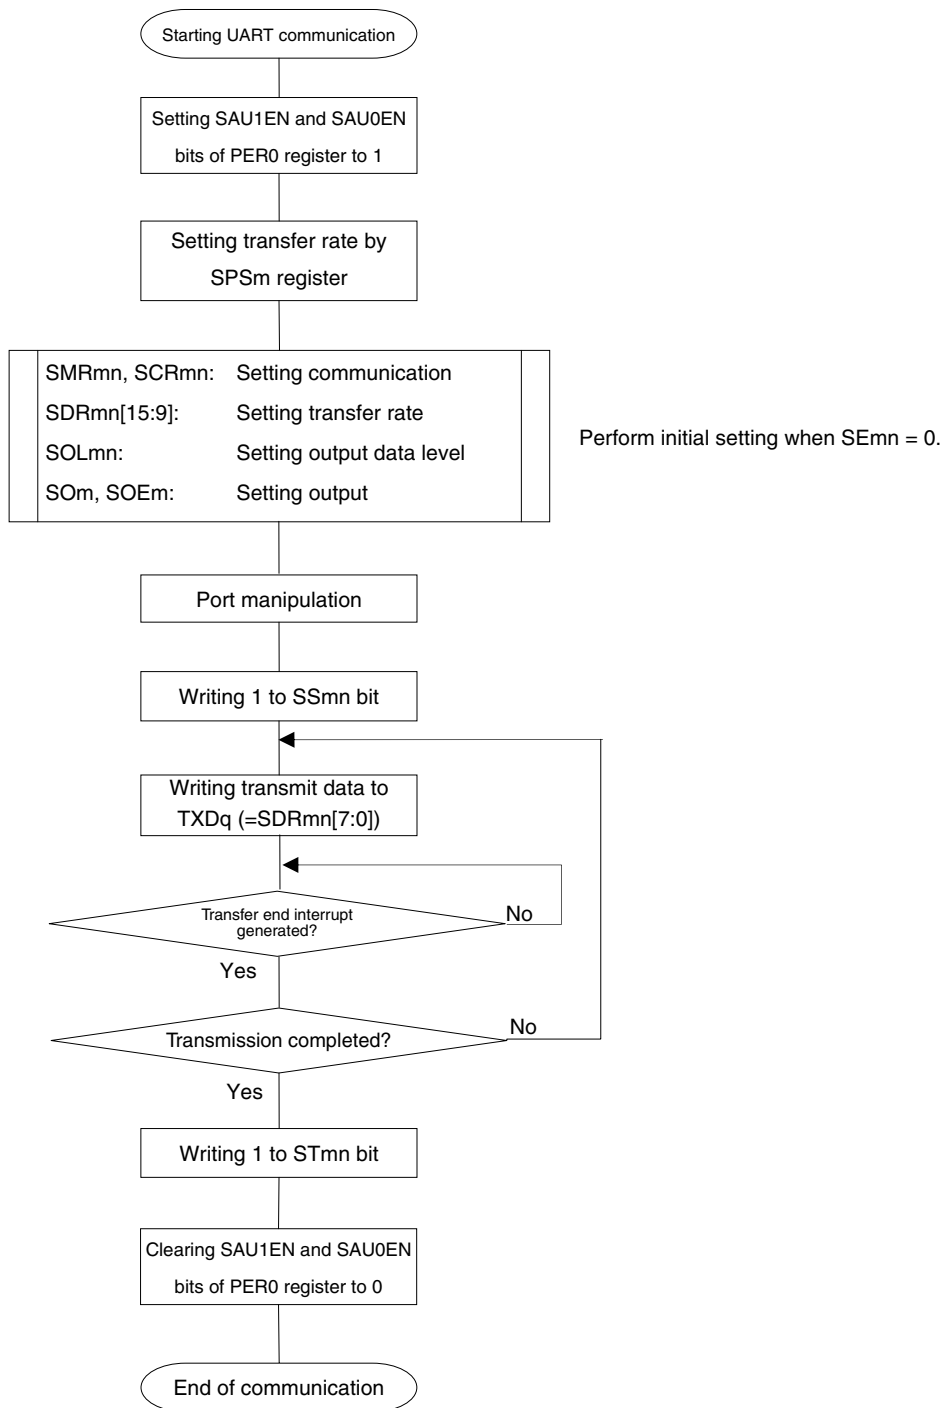 Starting UART communication
Setting SAU1EN and SAU0EN
bits of PER0 register to 1
Setting transfer rate by
SPSm register
SMRmn, SCRmn: Setting communication
SDRmn[15:9]: Setting transfer rate
SOLmn: Setting output data level
SOm, SOEm: Setting output
Perform initial setting when SEmn = 0.
Port manipulation
Writing 1 to SSmn bit
Writing transmit data to
TXDq (=SDRmn[7:0])
Transfer end interrupt
generated?
No
Yes
Transmission completed?
No
Yes
Writing 1 to STmn bit
Clearing SAU1EN and SAU0EN
bits of PER0 register to 0
End of communication